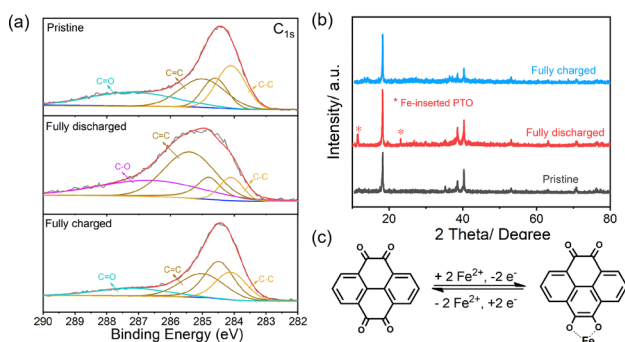 (a)
Pristine
C1s
C=O
C=C
C-C
Fully discharged
C=C
C-O
C-C
Fully charged
C=C
C=O
C-C
290 289 288 287 286 285 284 283 282
Binding Energy (eV)
(b)
Intensity/ a.u.
Fully charged
* Fe-inserted PTO
*
*
Fully discharged
Pristine
20 40 60 80
2 Theta/ Degree
(c)
O O
O O
+ 2 Fe2+, -2 e-
- 2 Fe2+, +2 e-
O O
O O
Fe